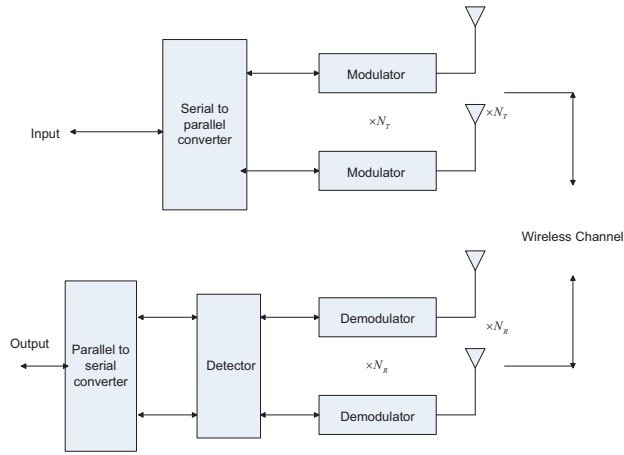 Modulator
Serial to
parallel
converter
×N_T
×N_T
Input
Modulator
Wireless Channel
Demodulator
×N_R
Output
Parallel to
serial
converter
Detector
×N_R
Demodulator